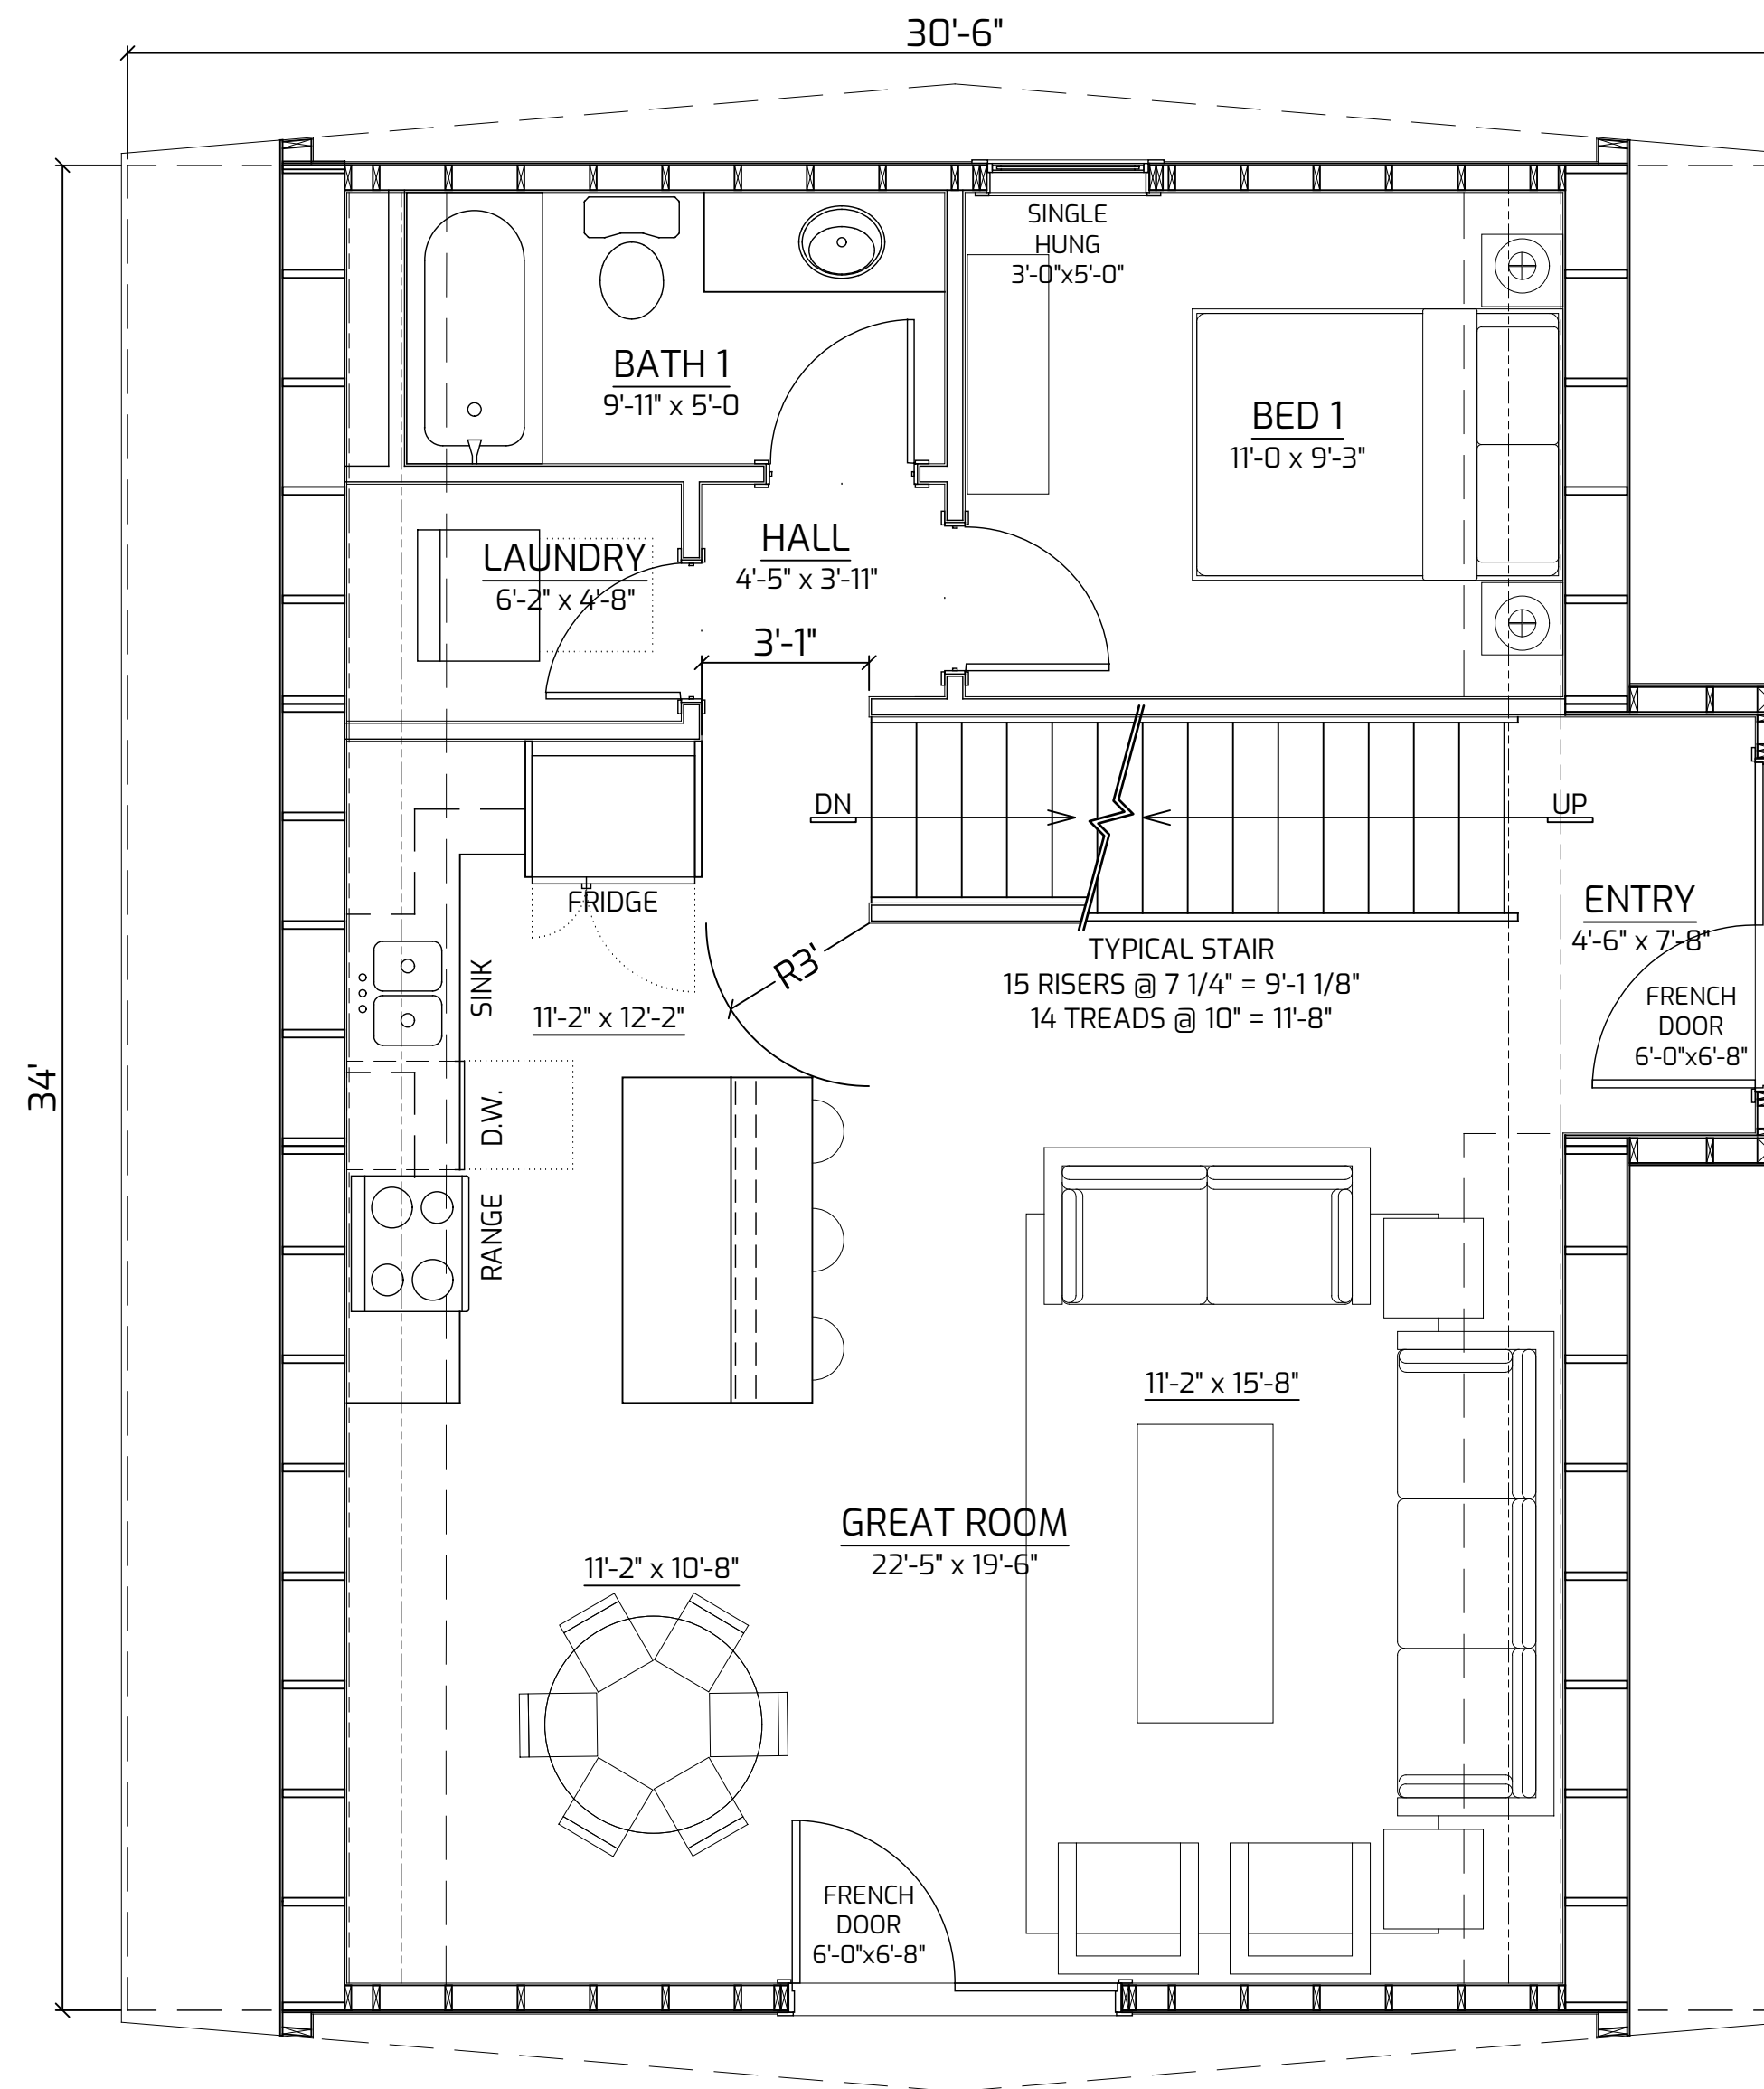 30'-6"
SINGLE
HUNG
3'-0"x5'-0"
BATH 1
9'-11" x 5'-0
BED 1
11'-0 x 9'-3"
LAUNDRY
6'-2" x 4'-8"
HALL
4'-5" x 3'-11"
3'-1"
DN
UP
FRIDGE
ENTRY
4'-6" x 7'-8"
R3'
TYPICAL STAIR
15 RISERS @ 7 1/4" = 9'-1 1/8"
14 TREADS @ 10" = 11'-8"
SINK
11'-2" x 12'-2"
FRENCH
DOOR
6'-0"x6'-8"
34'
D.W.
RANGE
11'-2" x 15'-8"
GREAT ROOM
22'-5" x 19'-6"
11'-2" x 10'-8"
FRENCH
DOOR
6'-0"x6'-8"